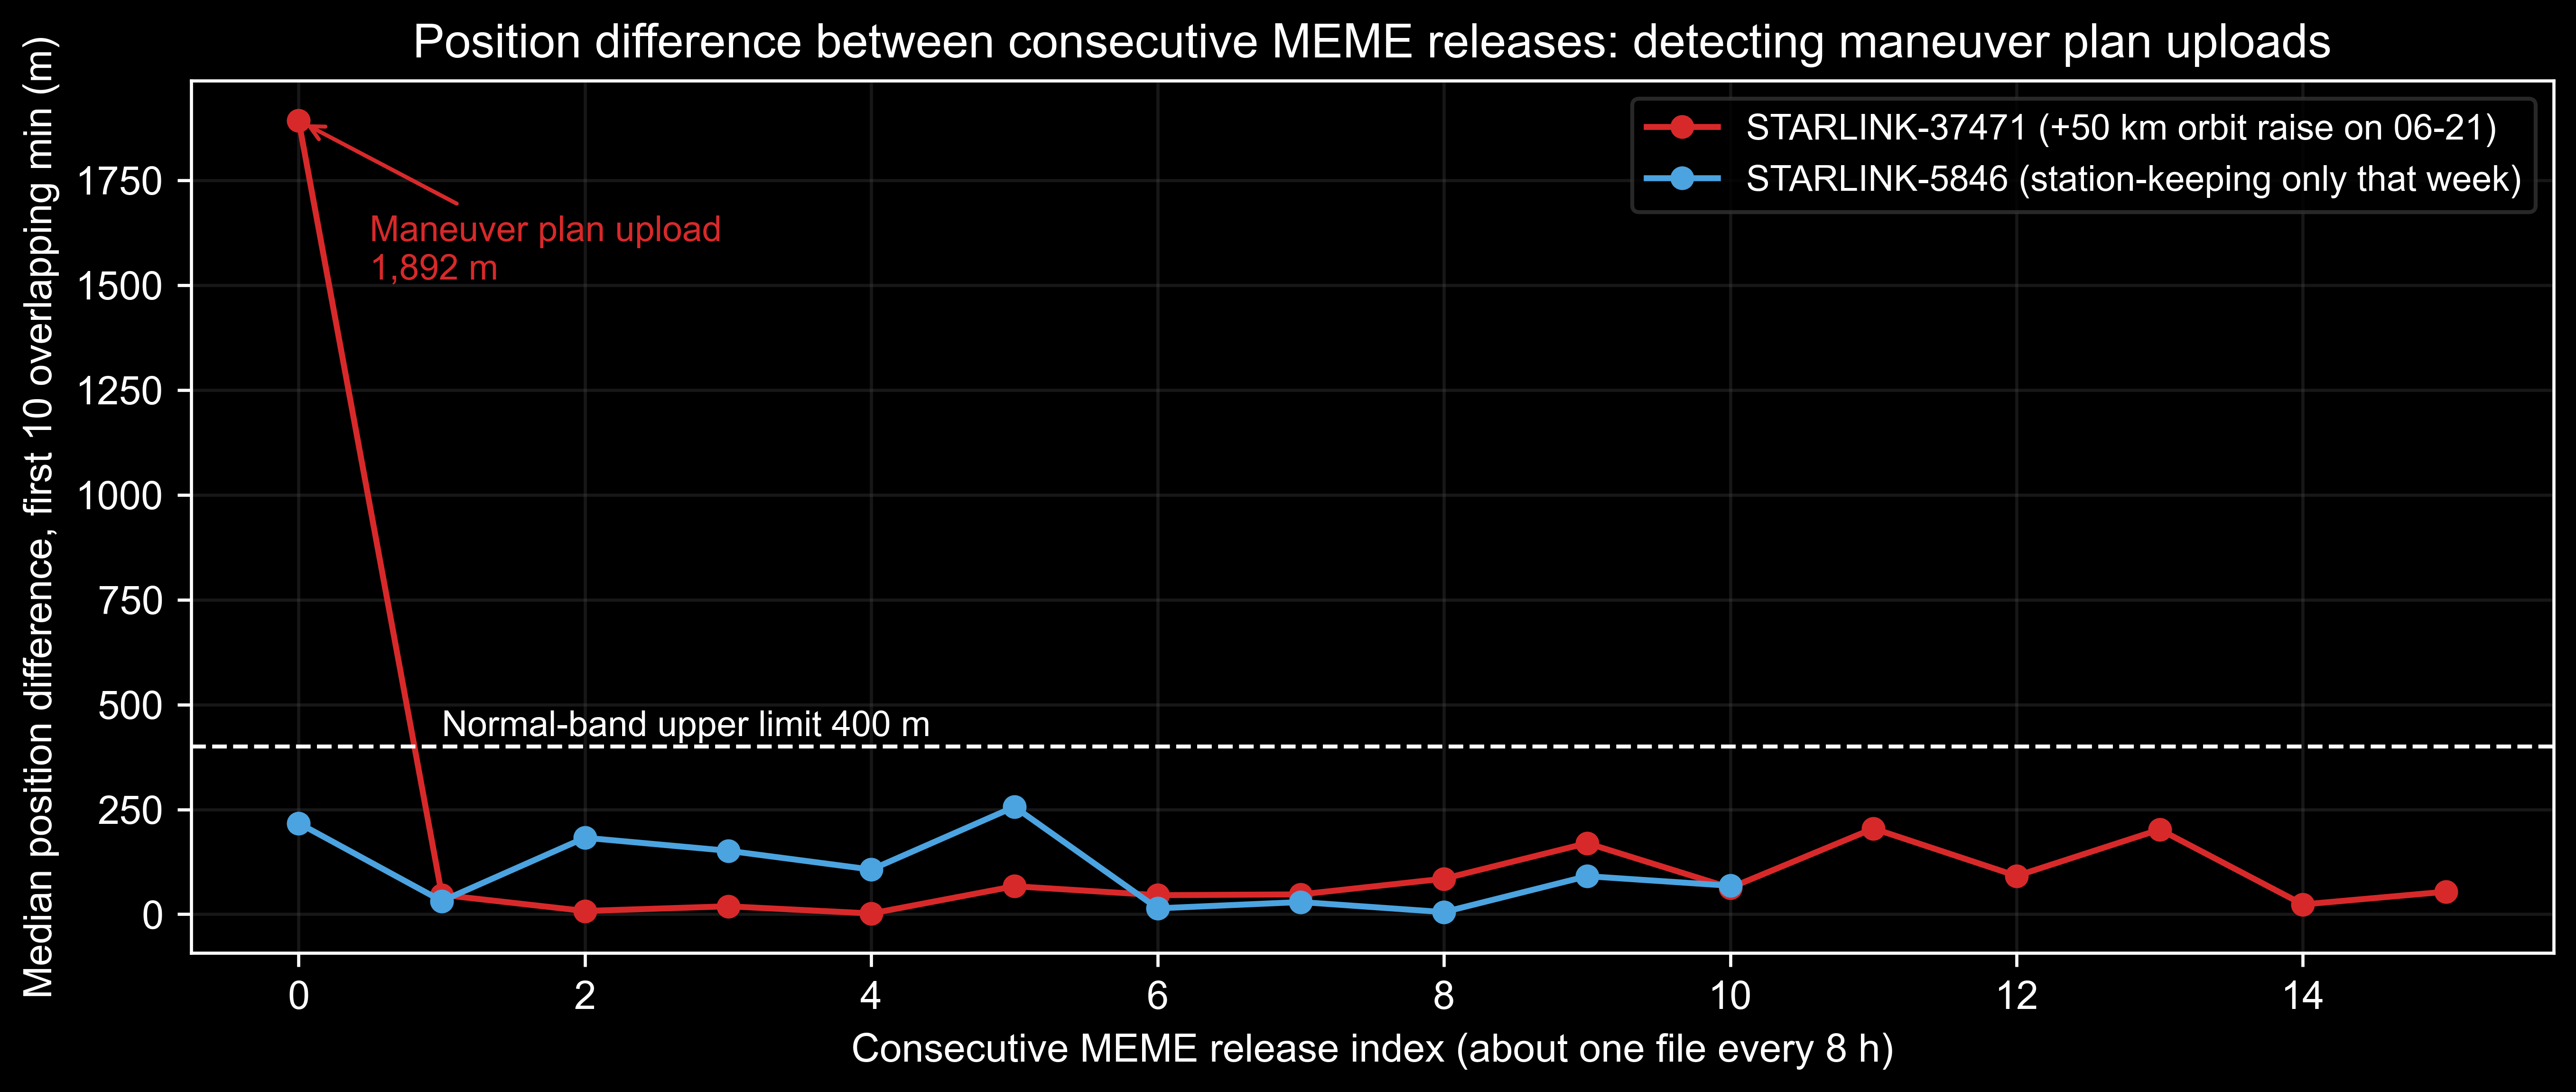 Position difference between consecutive MEME releases: detecting maneuver plan uploads
Median position difference, first 10 overlapping min (m)
1750
1500
1250
1000
750
500
250
0
STARLINK-37471 (+50 km orbit raise on 06-21)
STARLINK-5846 (station-keeping only that week)
Maneuver plan upload
1,892 m
Normal-band upper limit 400 m
0 2 4 6 8 10 12 14
Consecutive MEME release index (about one file every 8 h)